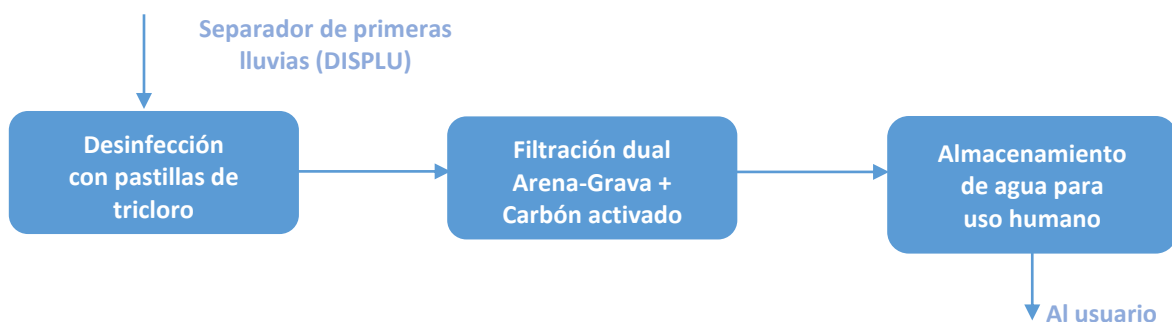 Separador de primeras
lluvias (DISPLU)
Desinfección
con pastillas de
tricloro
Filtración dual
Arena-Grava +
Carbón activado
Almacenamiento
de agua para
uso humano
Al usuario